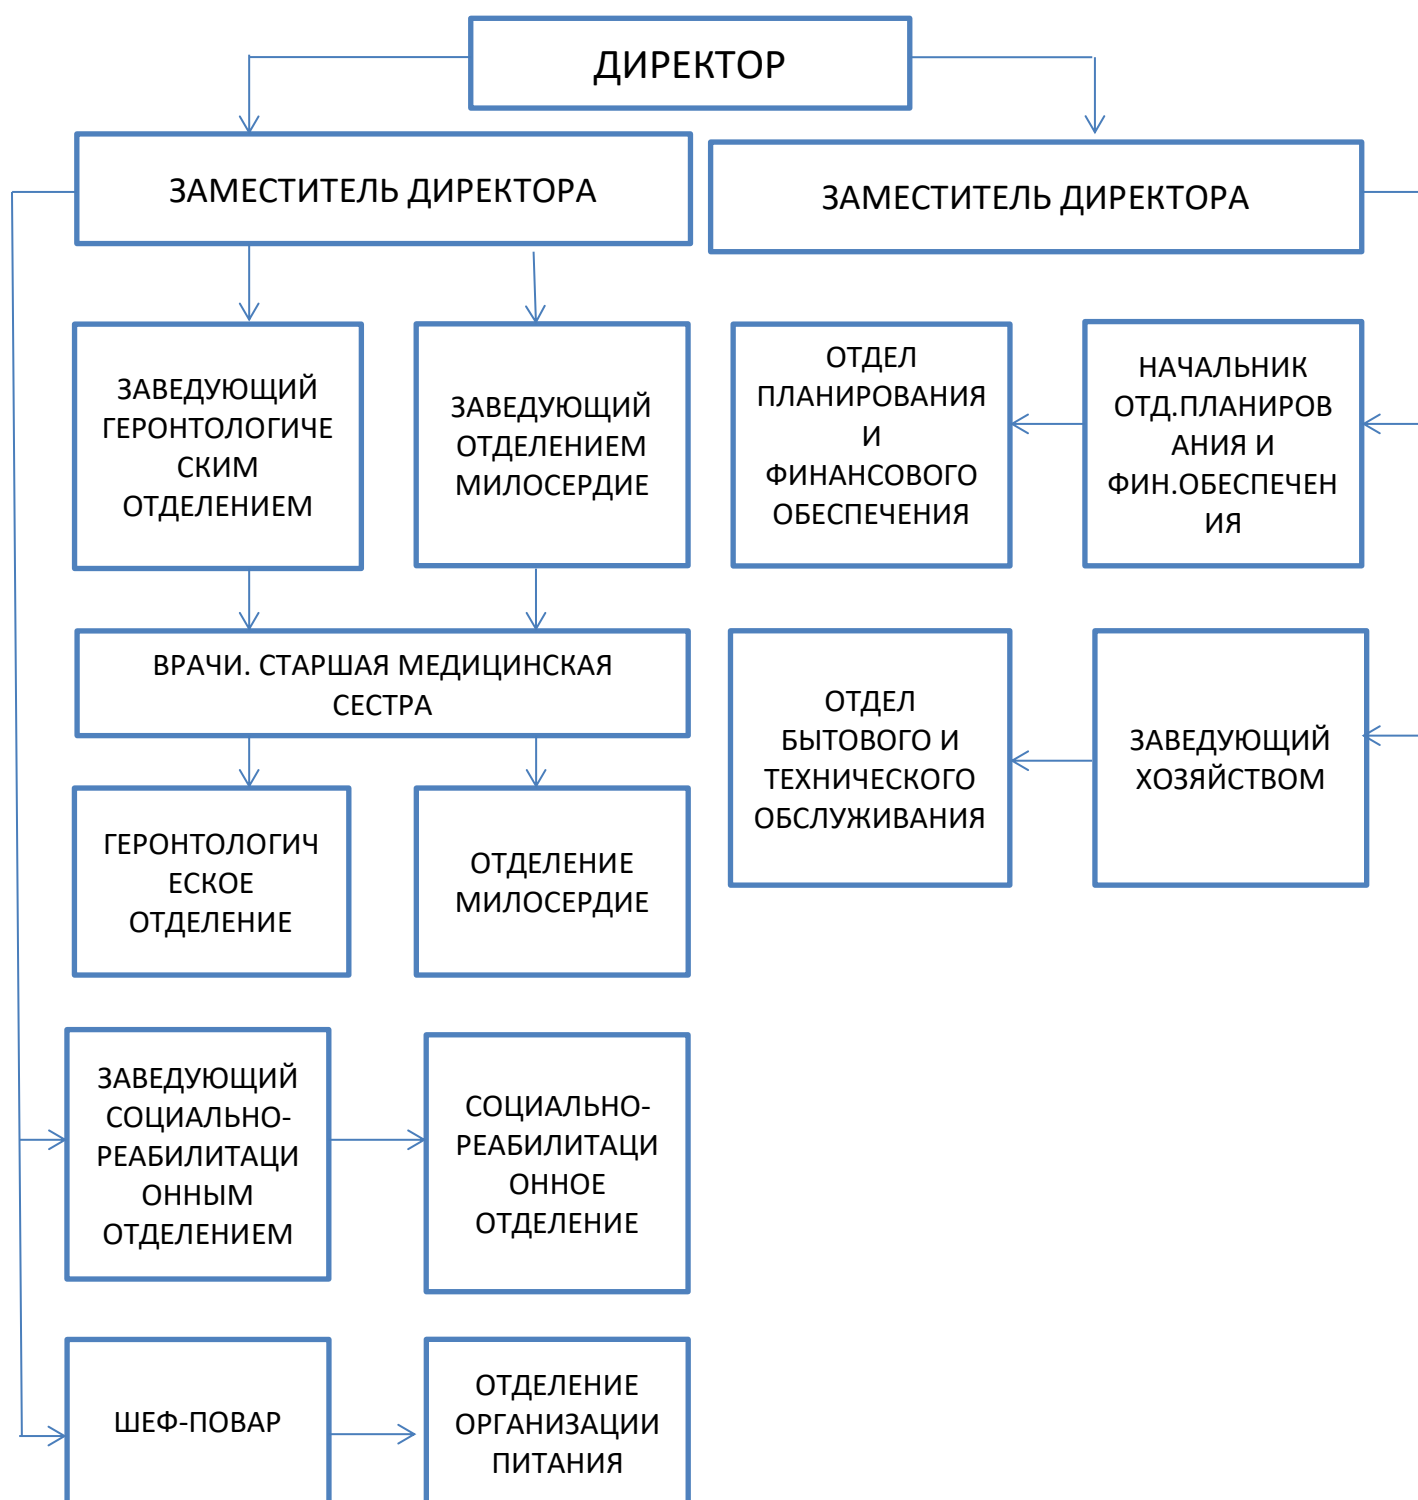 ДИРЕКТОР
ЗАМЕСТИТЕЛЬ ДИРЕКТОРА
ЗАМЕСТИТЕЛЬ ДИРЕКТОРА
ЗАВЕДУЮЩИЙ
ГЕРОНТОЛОГИЧЕ
СКИМ
ОТДЕЛЕНИЕМ
ЗАВЕДУЮЩИЙ
ОТДЕЛЕНИЕМ
МИЛОСЕРДИЕ
ОТДЕЛ
ПЛАНИРОВАНИЯ
И
ФИНАНСОВОГО
ОБЕСПЕЧЕНИЯ
НАЧАЛЬНИК
ОТД.ПЛАНИРОВ
АНИЯ И
ФИН.ОБЕСПЕЧЕН
ИЯ
ВРАЧИ. СТАРШАЯ МЕДИЦИНСКАЯ
СЕСТРА
ОТДЕЛ
БЫТОВОГО И
ТЕХНИЧЕСКОГО
ОБСЛУЖИВАНИЯ
ЗАВЕДУЮЩИЙ
ХОЗЯЙСТВОМ
ГЕРОНТОЛОГИЧ
ЕСКОЕ
ОТДЕЛЕНИЕ
ОТДЕЛЕНИЕ
МИЛОСЕРДИЕ
ЗАВЕДУЮЩИЙ
СОЦИАЛЬНО-
РЕАБИЛИТАЦИ
ОННЫМ
ОТДЕЛЕНИЕМ
СОЦИАЛЬНО-
РЕАБИЛИТАЦИ
ОННОЕ
ОТДЕЛЕНИЕ
ШЕФ-ПОВАР
ОТДЕЛЕНИЕ
ОРГАНИЗАЦИИ
ПИТАНИЯ